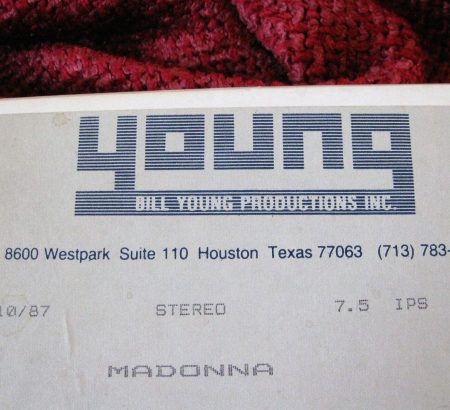 young
BILL YOUNG PRODUCTIONS INC.
8600 Westpark Suite 110 Houston Texas 77063 (713) 783-
10/87 STEREO 7.5 IPS
MADONNA